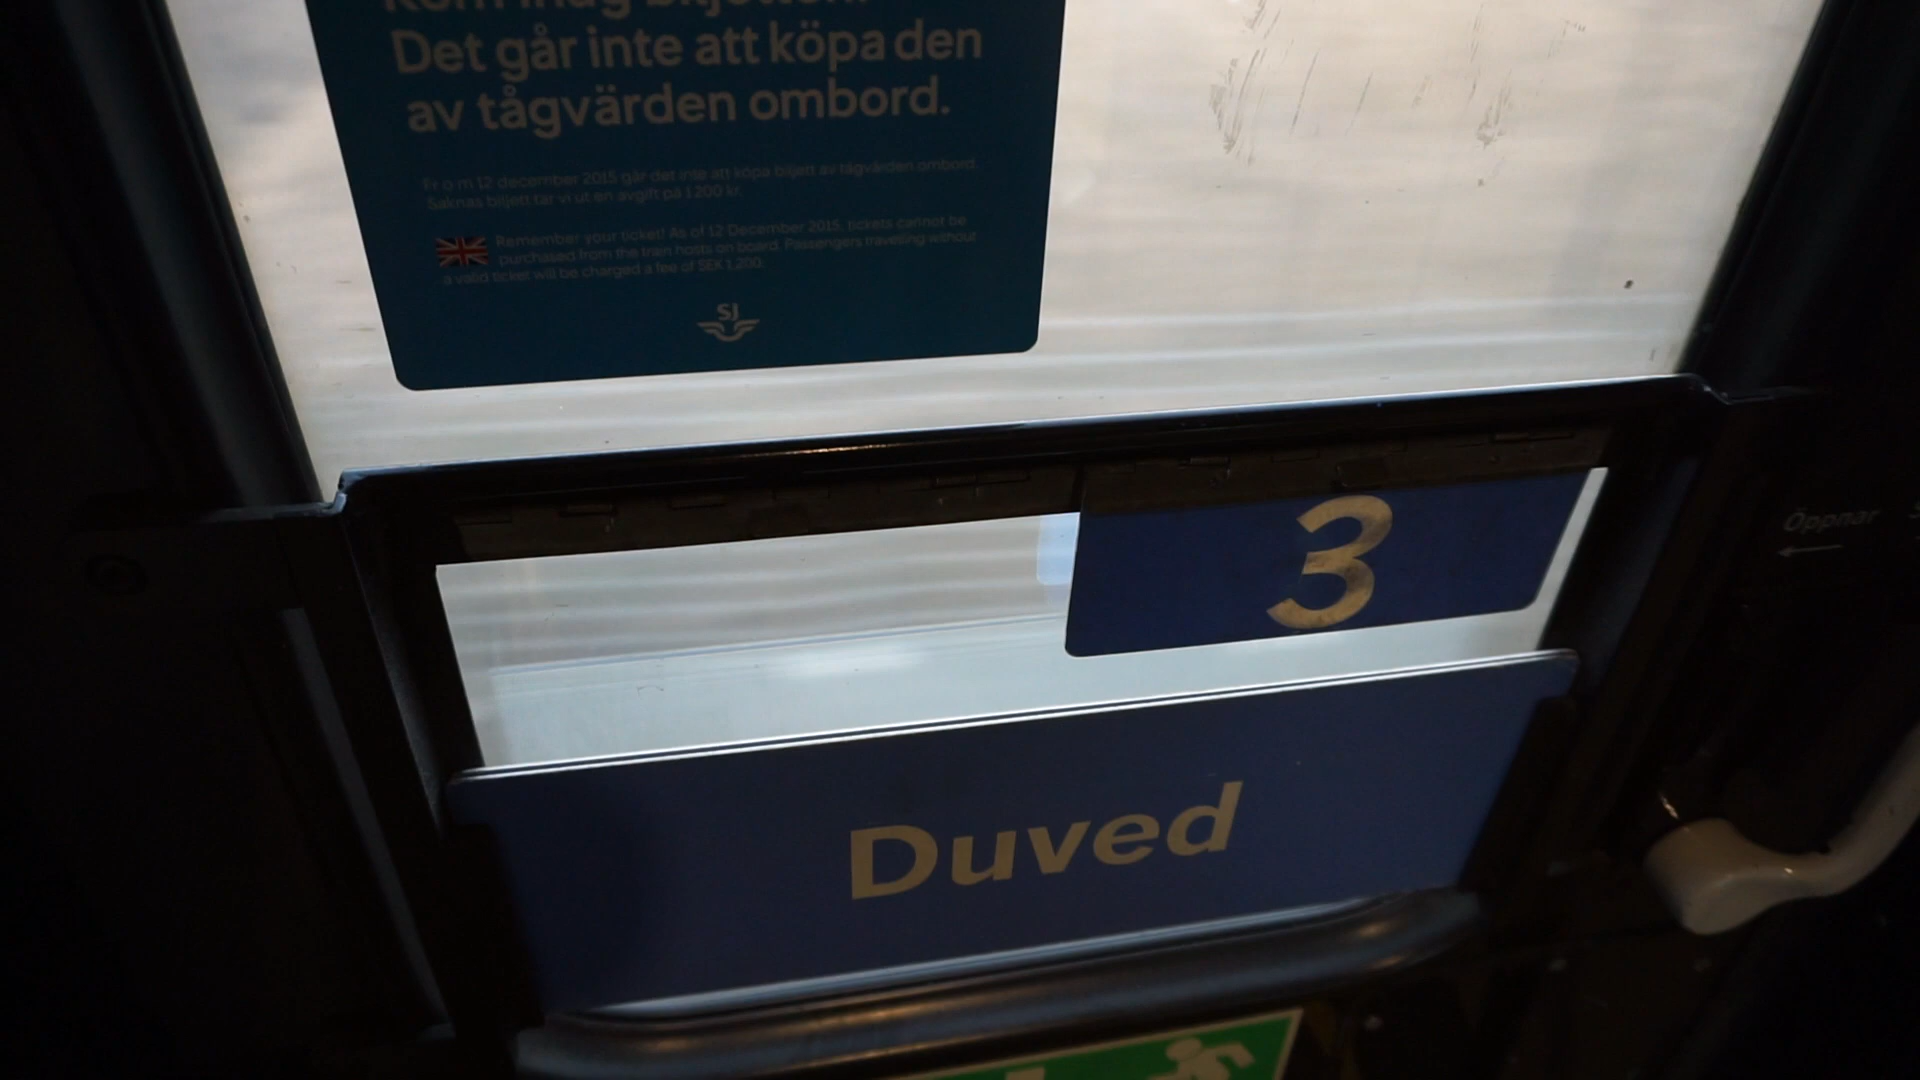 Kom ihåg biljetten!
Det går inte att köpa den
av tågvärden ombord.
Fr o m 12 december 2015 går det inte att köpa biljett av tågvärden ombord.
Saknas biljett tar vi ut en avgift på 1 200 kr.
Remember your ticket! As of 12 December 2015, tickets cannot be
purchased from the train hosts on board. Passengers traveling without
a valid ticket will be charged a fee of SEK 1,200.
SJ
3
Öppnar
Duved